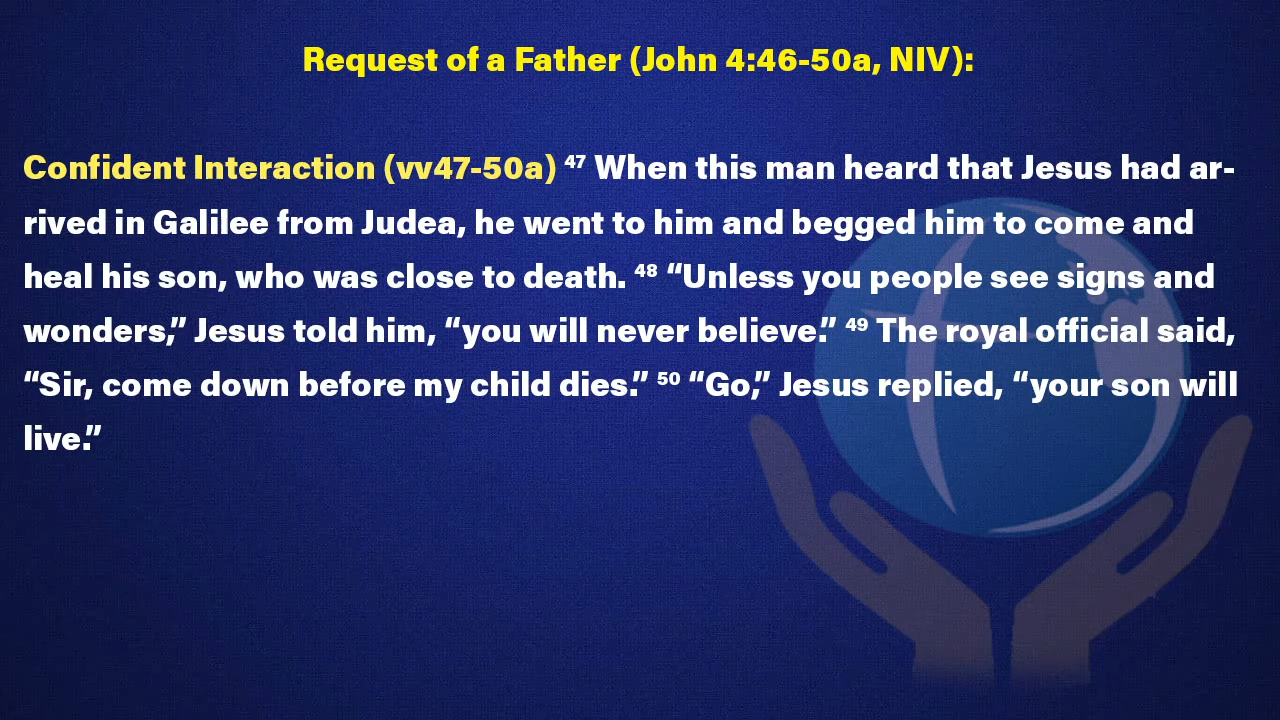 Request of a Father (John 4:46-50a, NIV):
Confident Interaction (vv47-50a) 47 When this man heard that Jesus had ar-
rived in Galilee from Judea, he went to him and begged him to come and
heal his son, who was close to death. 48 “Unless you people see signs and
wonders,” Jesus told him, “you will never believe.” 49 The royal official said,
“Sir, come down before my child dies.” 50 “Go,” Jesus replied, “your son will
live.”